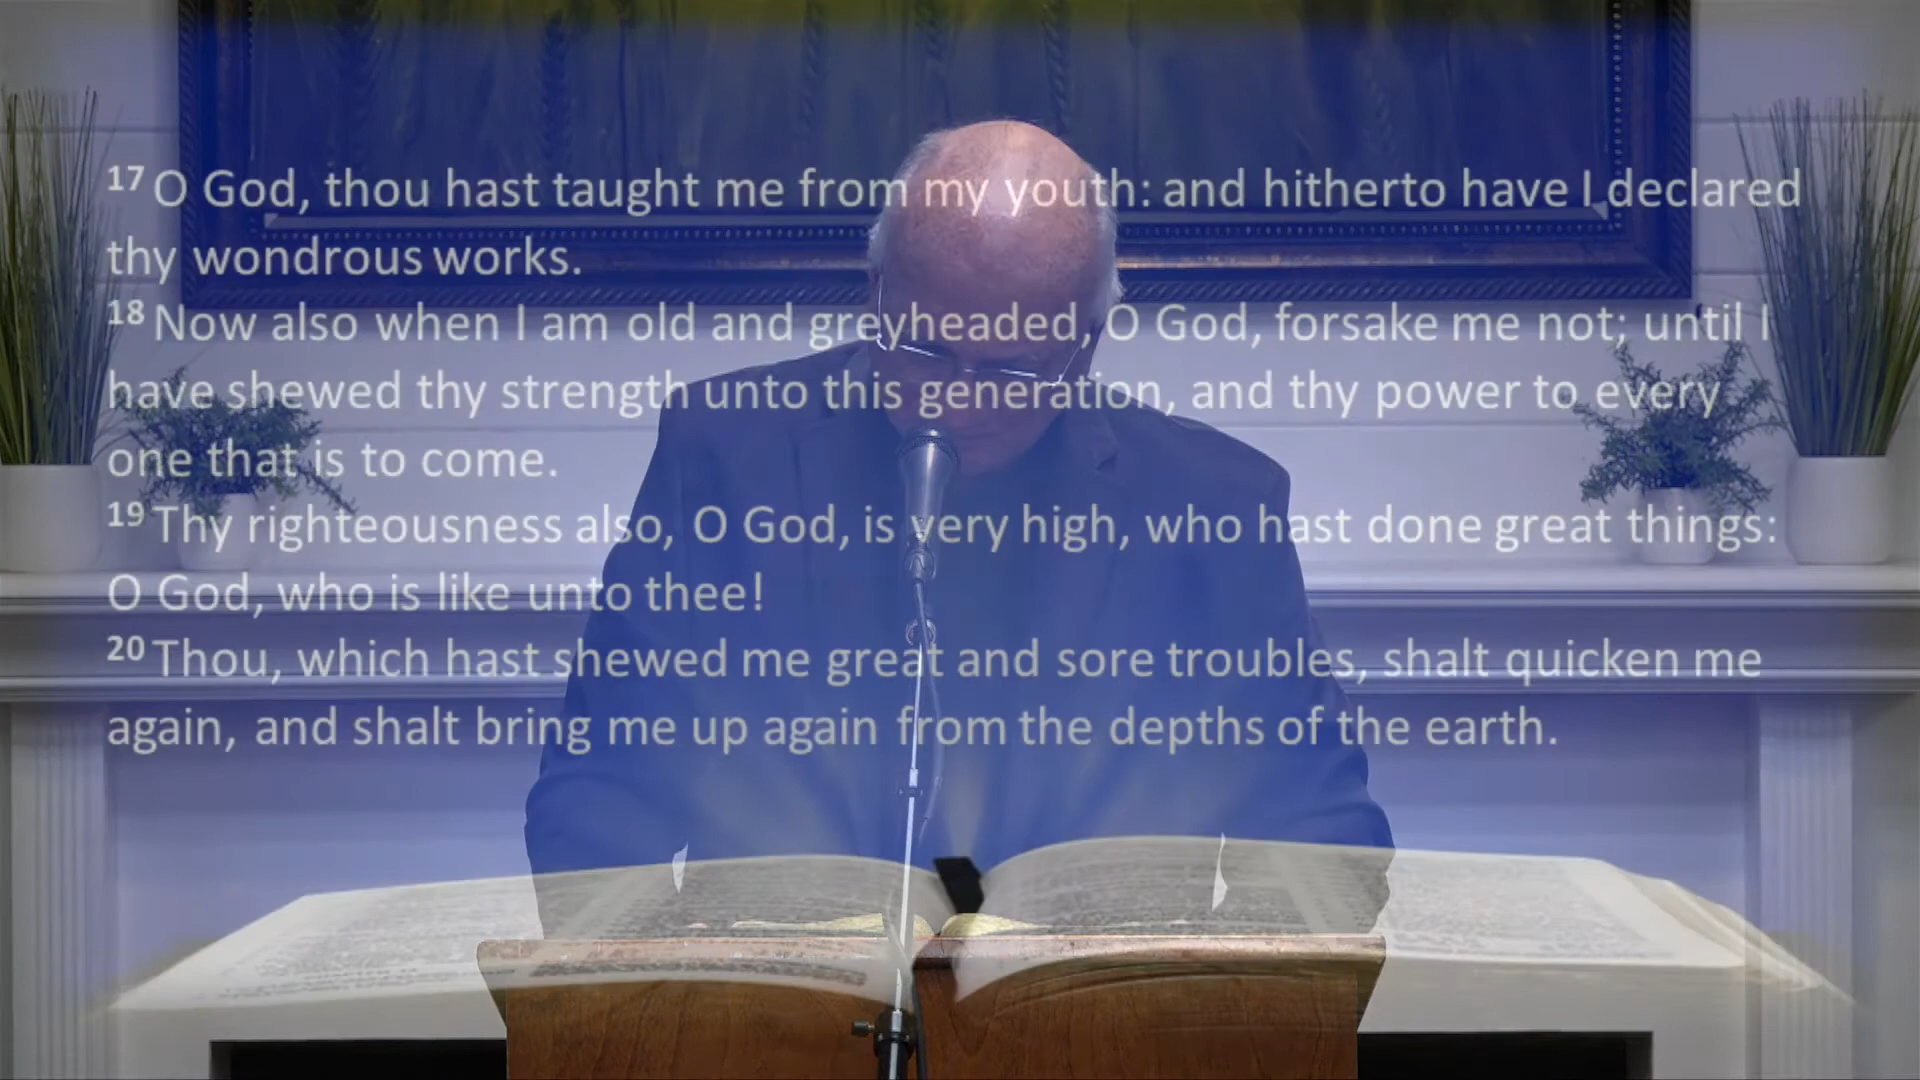 17 O God, thou hast taught me from my youth: and hitherto have I declared
thy wondrous works.
18 Now also when I am old and greyheaded, O God, forsake me not; until I
have shewed thy strength unto this generation, and thy power to every
one that is to come.
19 Thy righteousness also, O God, is very high, who hast done great things:
O God, who is like unto thee!
20 Thou, which hast shewed me great and sore troubles, shalt quicken me
again, and shalt bring me up again from the depths of the earth.